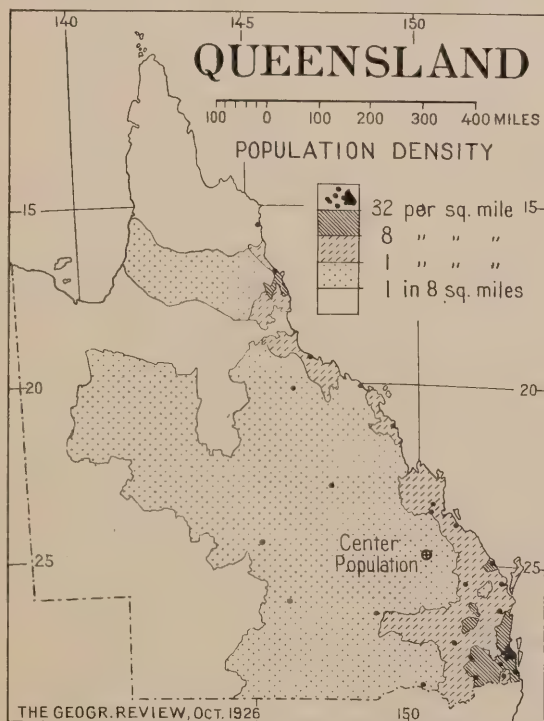 140 145 150
QUEENSLAND
100 0 100 200 300 400 MILES
POPULATION DENSITY
15 15
32 per sq. mile
8 " " "
1 " " "
1 in 8 sq. miles
20 20
Center
Population
25 25
THE GEOGR. REVIEW, OCT. 1926
145 150